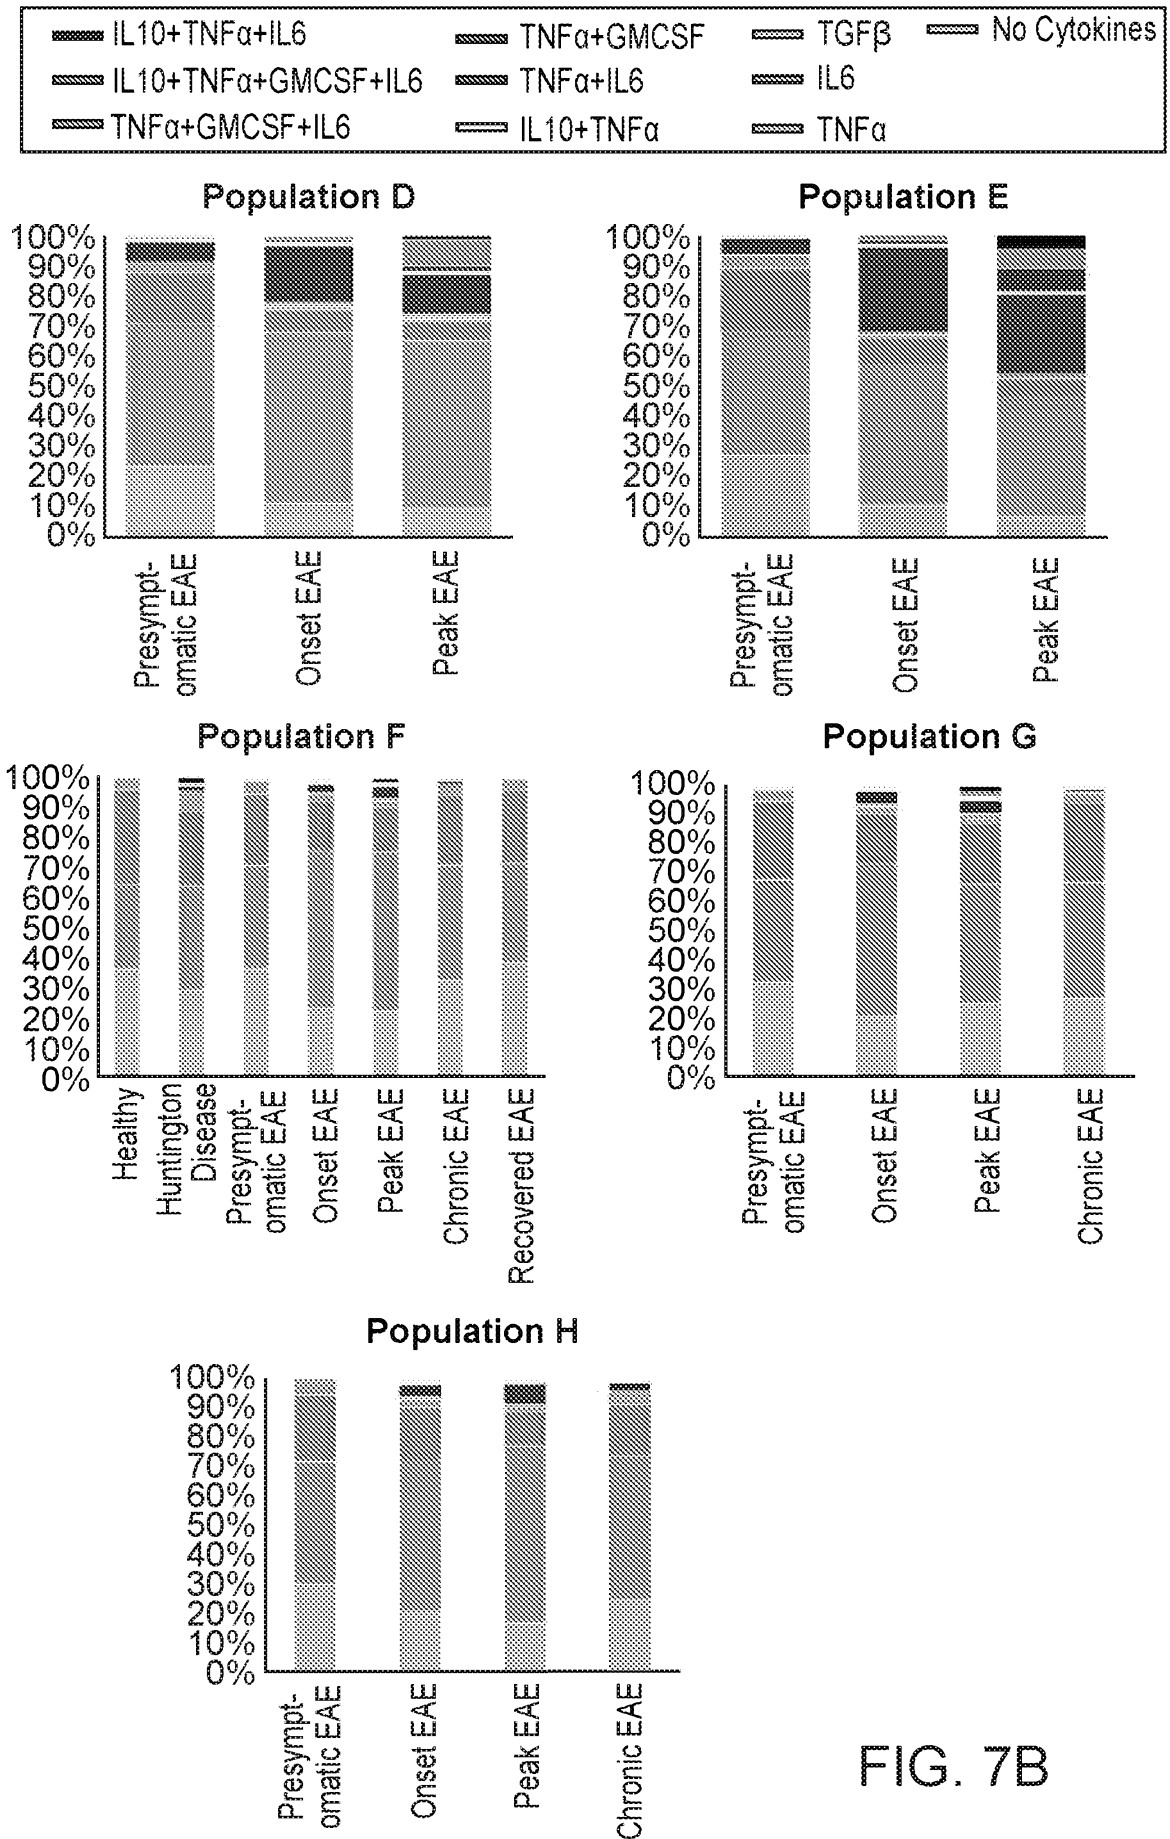 IL10+TNFα+IL6
TNFα+GMCSF
TGFβ
No Cytokines
IL10+TNFα+GMCSF+IL6
TNFα+IL6
IL6
TNFα+GMCSF+IL6
IL10+TNFα
TNFα
Population D
100%
90%
80%
70%
60%
50%
40%
30%
20%
10%
0%
Presympt-
omatic EAE
Onset EAE
Peak EAE
Population E
100%
90%
80%
70%
60%
50%
40%
30%
20%
10%
0%
Presympt-
omatic EAE
Onset EAE
Peak EAE
Population F
100%
90%
80%
70%
60%
50%
40%
30%
20%
10%
0%
Healthy
Huntington
Disease
Presympt-
omatic EAE
Onset EAE
Peak EAE
Chronic EAE
Recovered EAE
Population G
100%
90%
80%
70%
60%
50%
40%
30%
20%
10%
0%
Presympt-
omatic EAE
Onset EAE
Peak EAE
Chronic EAE
Population H
100%
90%
80%
70%
60%
50%
40%
30%
20%
10%
0%
Presympt-
omatic EAE
Onset EAE
Peak EAE
Chronic EAE
FIG. 7B